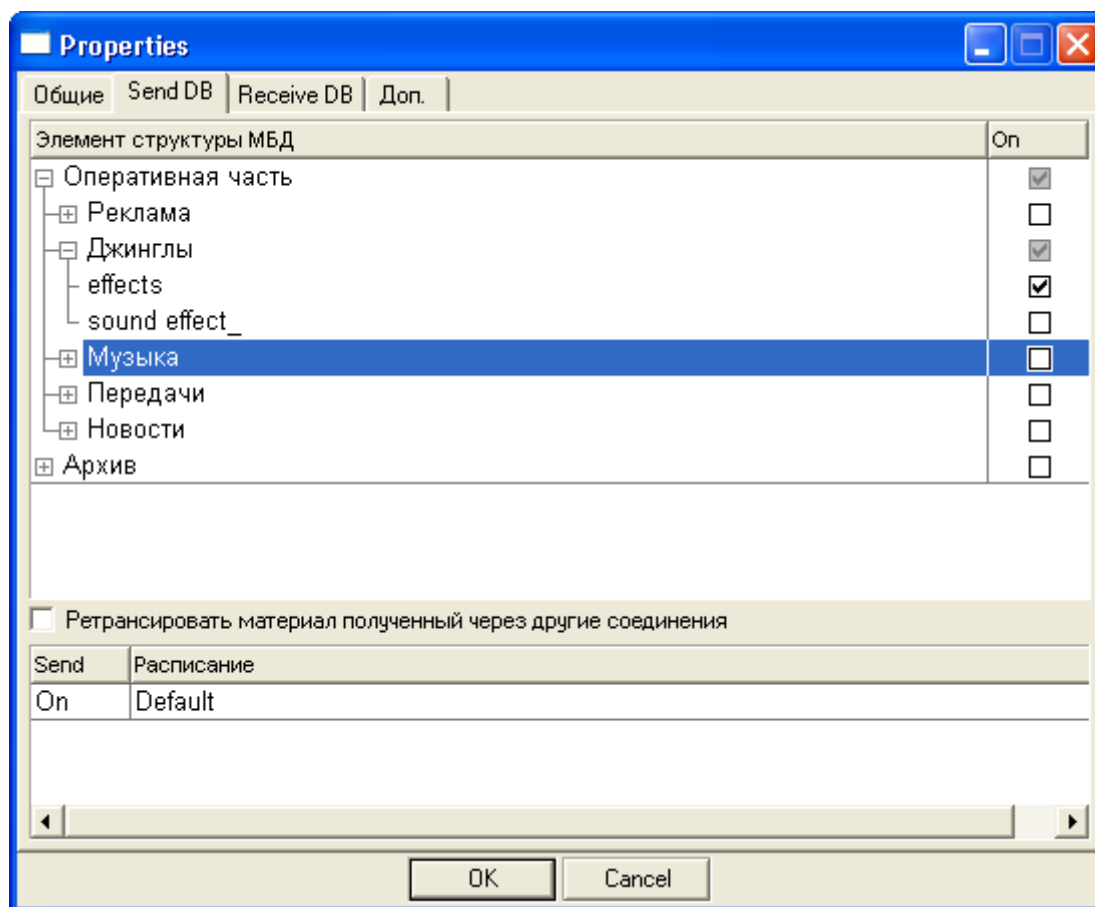 Properties
Общие Send DB Receive DB Доп.
Элемент структуры МБД On
Оперативная часть
Реклама
Джинглы
effects
sound effect_
Музыка
Передачи
Новости
Архив
Ретрансировать материал полученный через другие соединения
Send Расписание
On Default
OK Cancel